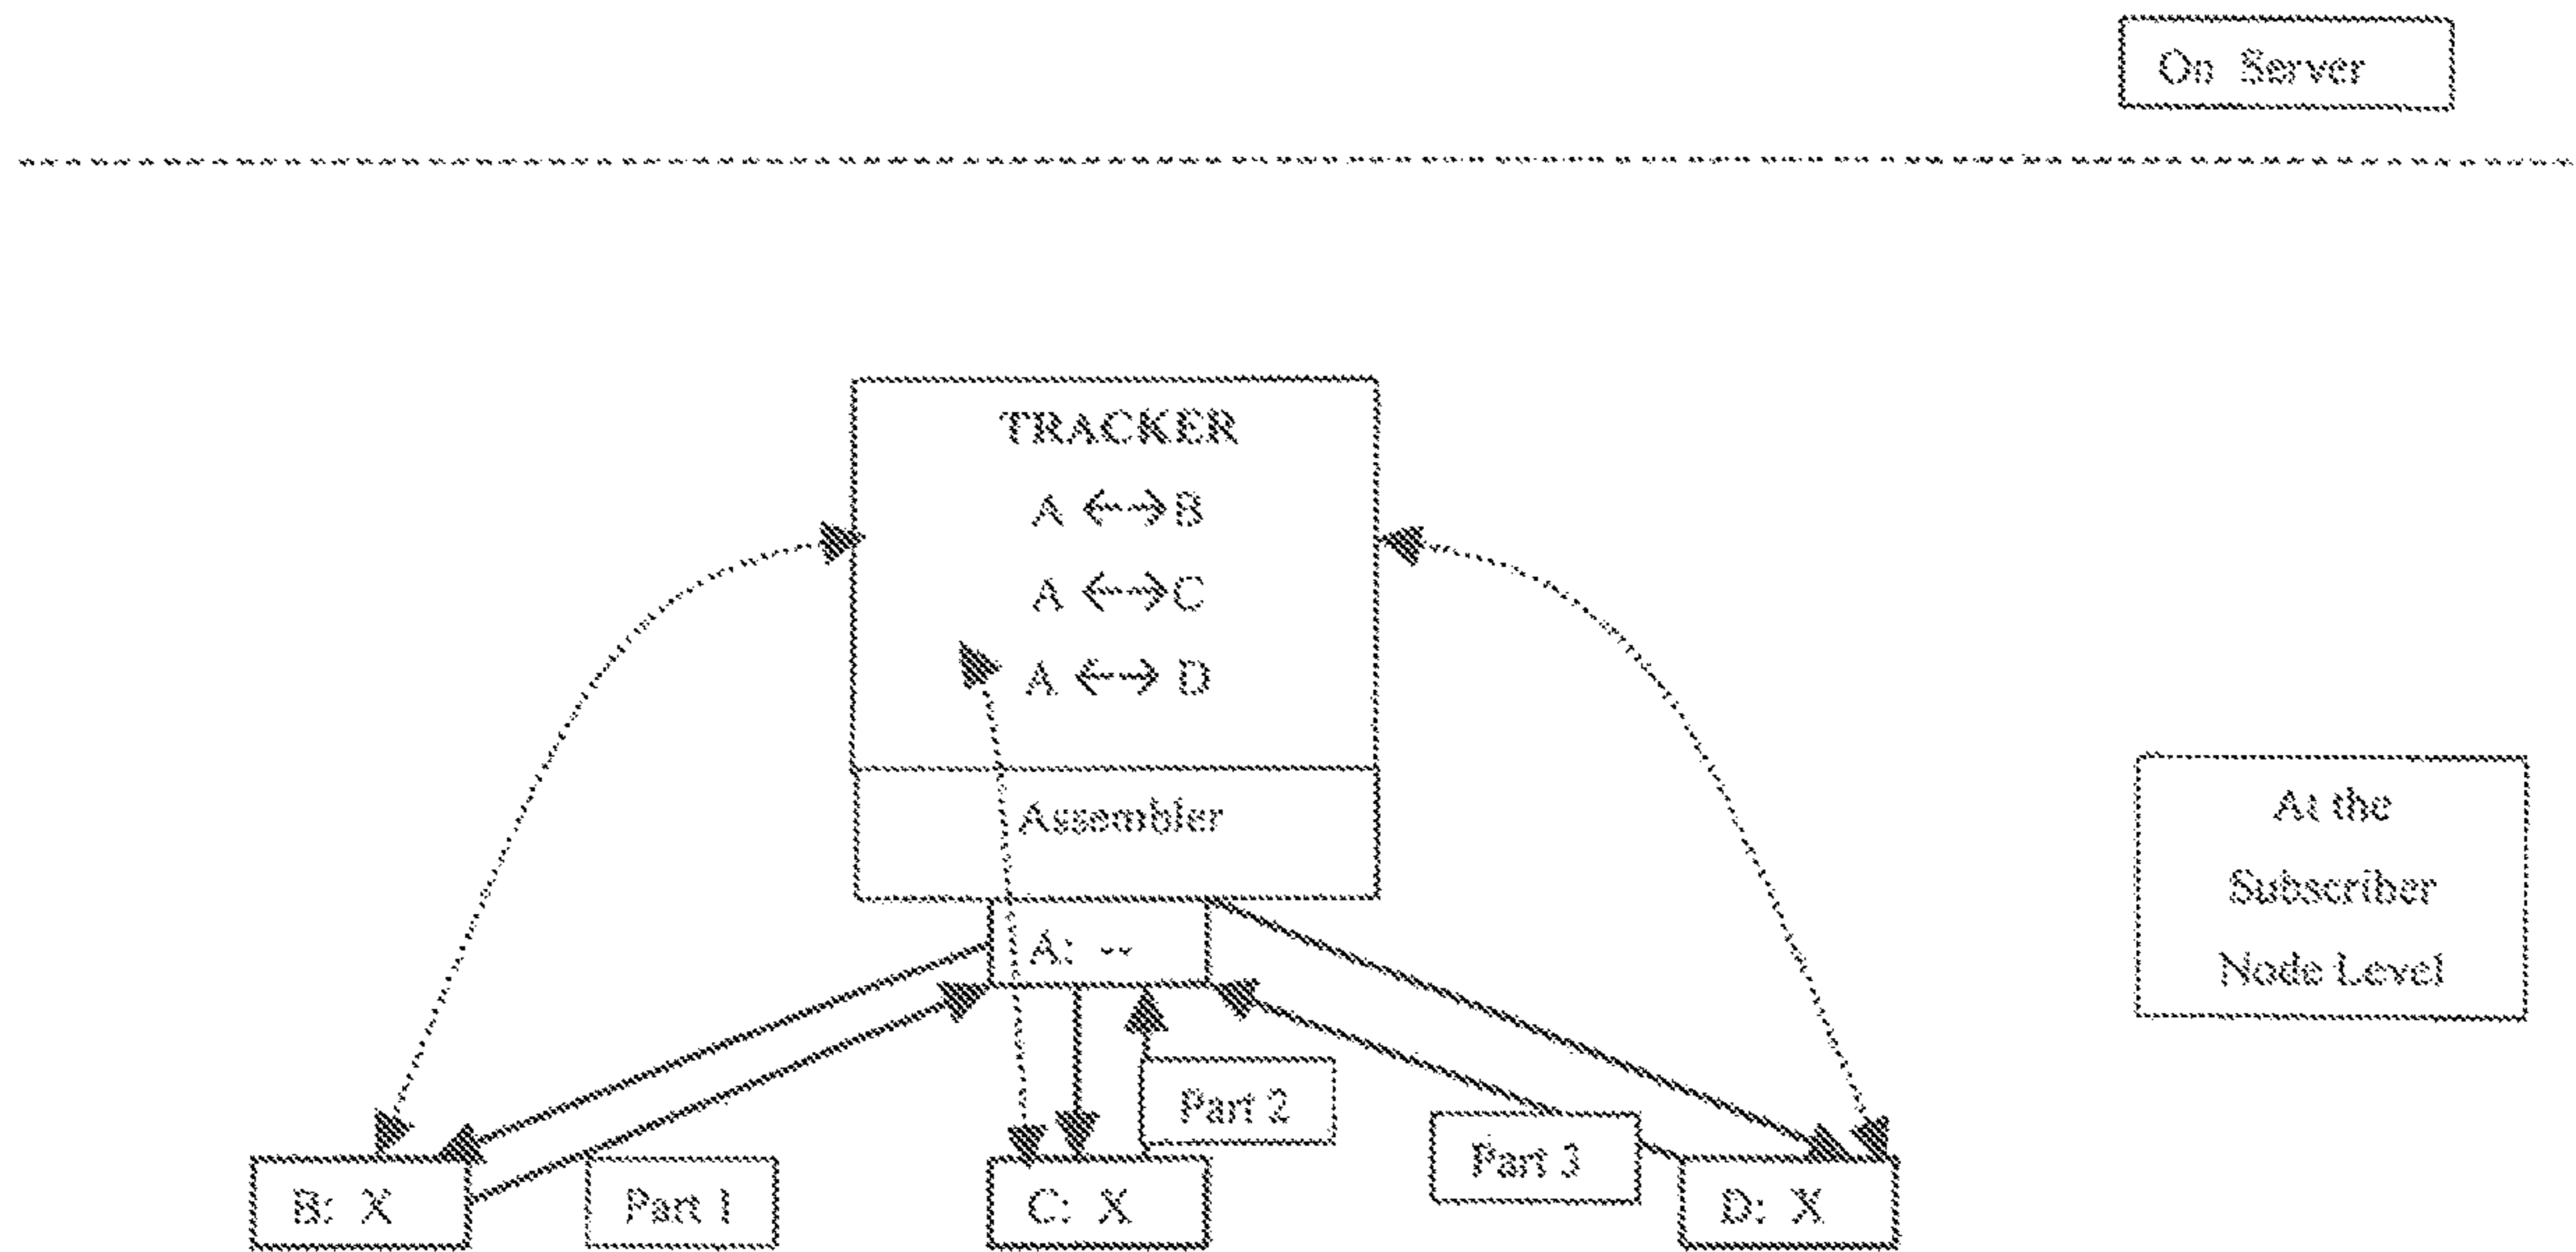 On Server
TRACKER
A <--> B
A <--> C
A <--> D
Assembler
At the
Subscriber
Node Level
A: --
Part 2
Part 3
B: X
Part 1
C: X
D: X